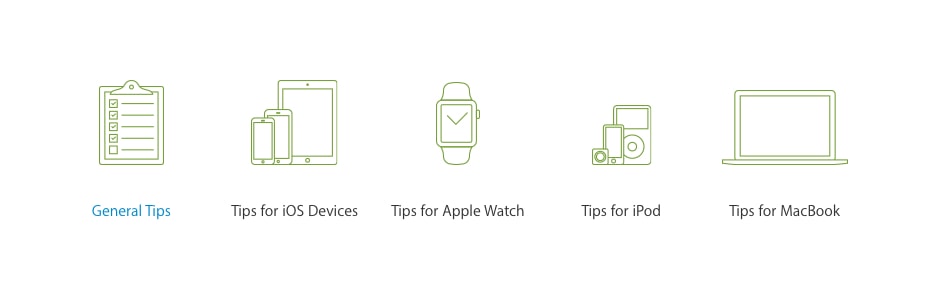 General Tips
Tips for iOS Devices
Tips for Apple Watch
Tips for iPod
Tips for MacBook